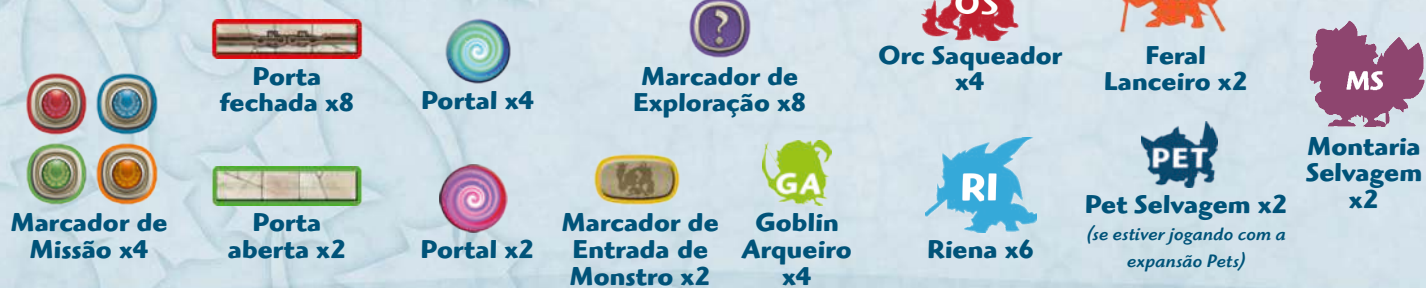 Marcador de
Missão x4
Porta
fechada x8
Porta
aberta x2
Portal x4
Portal x2
?
Marcador de
Exploração x8
Marcador de
Entrada de
Monstro x2
GA
Goblin
Arqueiro
x4
OS
Orc Saqueador
x4
RI
Riena x6
Feral
Lanceiro x2
PET
Pet Selvagem x2
(se estiver jogando com a
expansão Pets)
MS
Montaria
Selvagem
x2